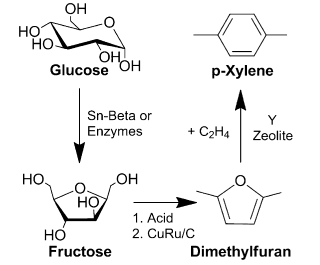 OH
HO
O
HO
OH
OH
Glucose
p-Xylene
Sn-Beta or
Enzymes
+ C2H4
Y
Zeolite
HO
O
OH
HO
HO
Fructose
1. Acid
2. CuRu/C
O
Dimethylfuran